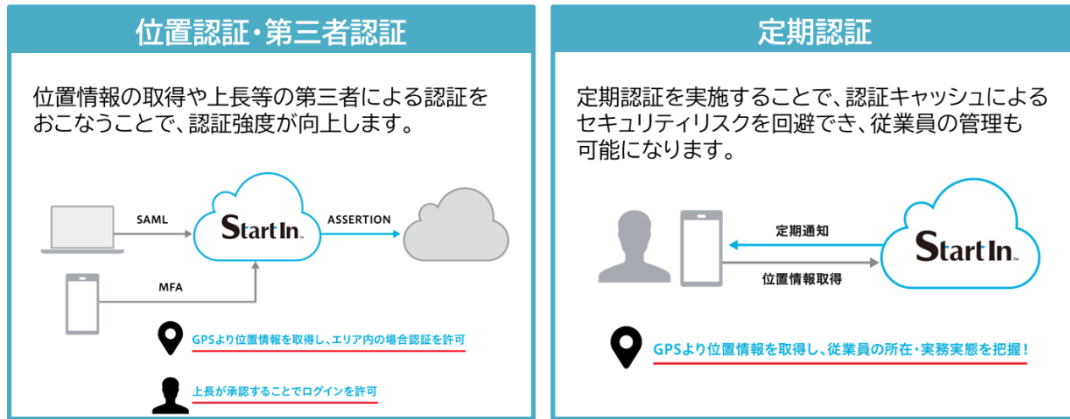 位置認証・第三者認証
位置情報の取得や上長等の第三者による認証を
おこなうことで、認証強度が向上します。
SAML
StartIn™
ASSERTION
MFA
GPSより位置情報を取得し、エリア内の場合認証を許可
上長が承認することでログインを許可
定期認証
定期認証を実施することで、認証キャッシュによる
セキュリティリスクを回避でき、従業員の管理も
可能になります。
定期通知
StartIn™
位置情報取得
GPSより位置情報を取得し、従業員の所在・実務実態を把握！